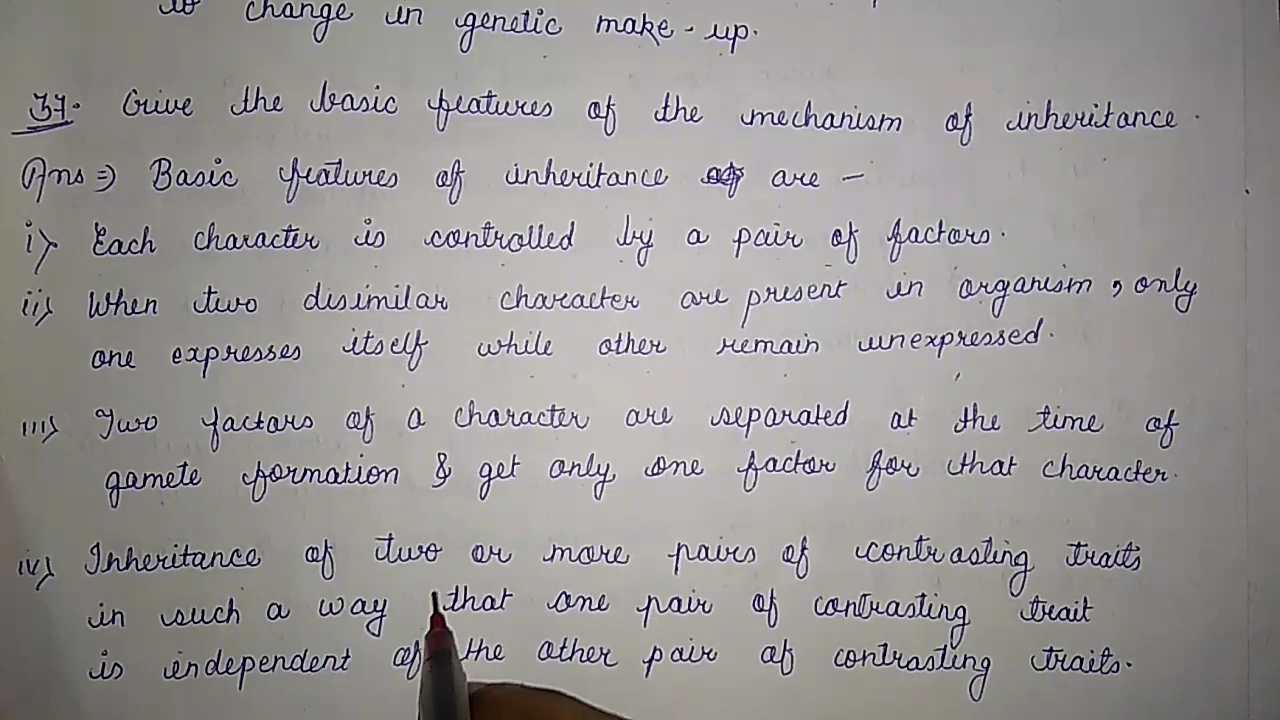 to change in genetic make-up.
37. Give the basic features of the mechanism of inheritance.
Ans ⇒ Basic features of inheritance are —
i) Each character is controlled by a pair of factors.
ii) When two disimilar character are present in organism, only
one expresses itself while other remain unexpressed.
iii) Two factors of a character are separated at the time of
gamete formation & get only one factor for that character.
iv) Inheritance of two or more pairs of contrasting traits
in such a way that one pair of contrasting trait
is independent of the other pair of contrasting traits.